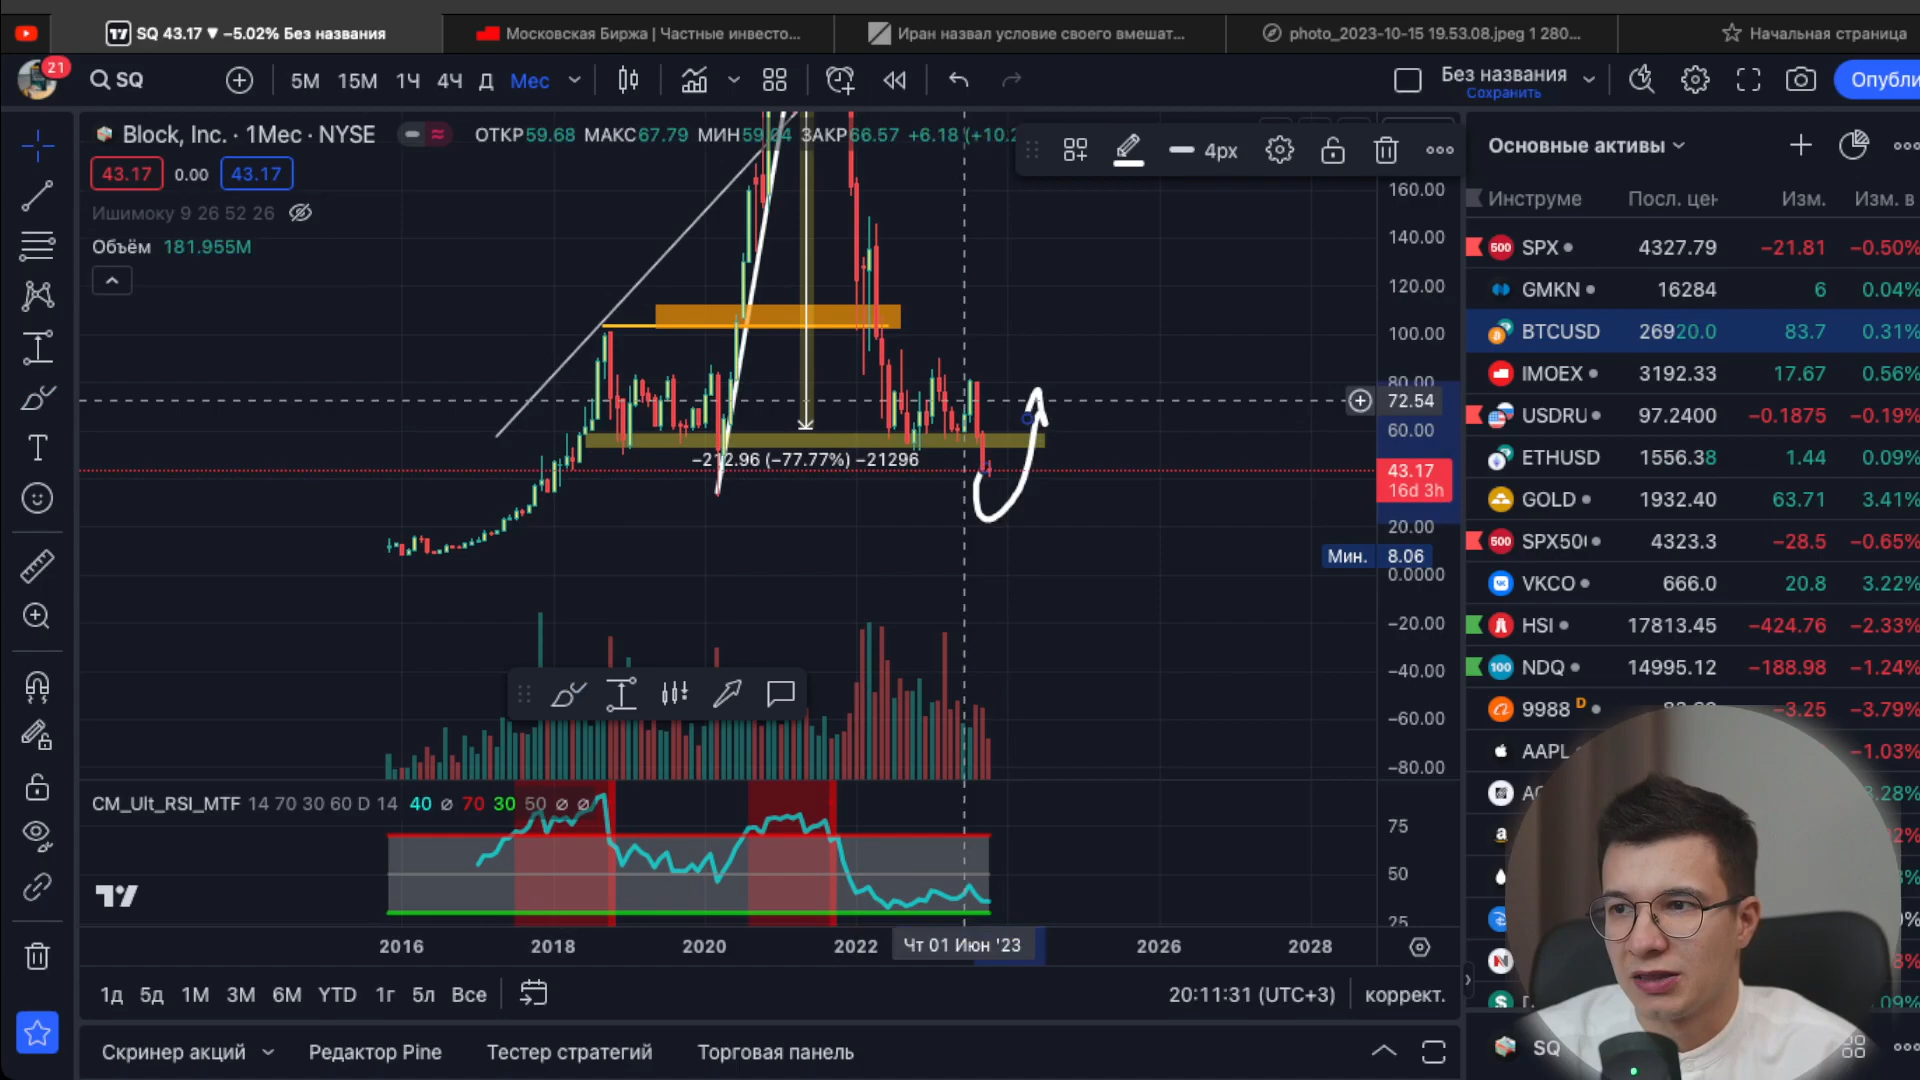 SQ 43.17 ▼ −5.02% Без названия
Московская Биржа | Частные инвесто...
Иран назвал условие своего вмешат...
photo_2023-10-15 19.53.08.jpeg 1 280...
Начальная страница
21
SQ
5М 15М 1Ч 4Ч Д Мес
Без названия
Сохранить
Block, Inc. · 1Мес · NYSE
ОТКР59.68 МАКС67.79
43.17 0.00 43.17
Ишимоку 9 26 52 26
Объём 181.955M
4px
160.00
140.00
120.00
100.00
80.00
72.54
60.00
43.17
16d 3h
20.00
Мин. 8.06
0.0000
−20.00
−40.00
−60.00
−80.00
−212.96 (−77.77%) −21296
CM_Ult_RSI_MTF 14 70 30 60 D 14 40 ∅ 70 30 50 ∅ ∅
75
50
25
2016 2018 2020 2022 Чт 01 Июн '23 2026 2028
1д 5д 1М 3М 6М YTD 1г 5л Все
20:11:31 (UTC+3) коррект.
Скринер акций Редактор Pine Тестер стратегий Торговая панель
Основные активы
Инструме Посл. Изм. Изм. в
SPX 4327.79 −21.81 −0.50%
GMKN 16284 6 0.04%
BTCUSD 26920.0 83.7 0.31%
IMOEX 3192.33 17.67 0.56%
USDRU 97.2400 −0.1875 −0.19%
ETHUSD 1556.38 1.44 0.09%
GOLD 1932.40 63.71 3.41%
SPX50 4323.3 −28.5 −0.65%
VKCO 666.0 20.8 3.22%
HSI 17813.45 −424.76 −2.33%
NDQ 14995.12 −188.98 −1.24%
9988 D −3.25 −3.79%
AAPL −1.03%
SQ